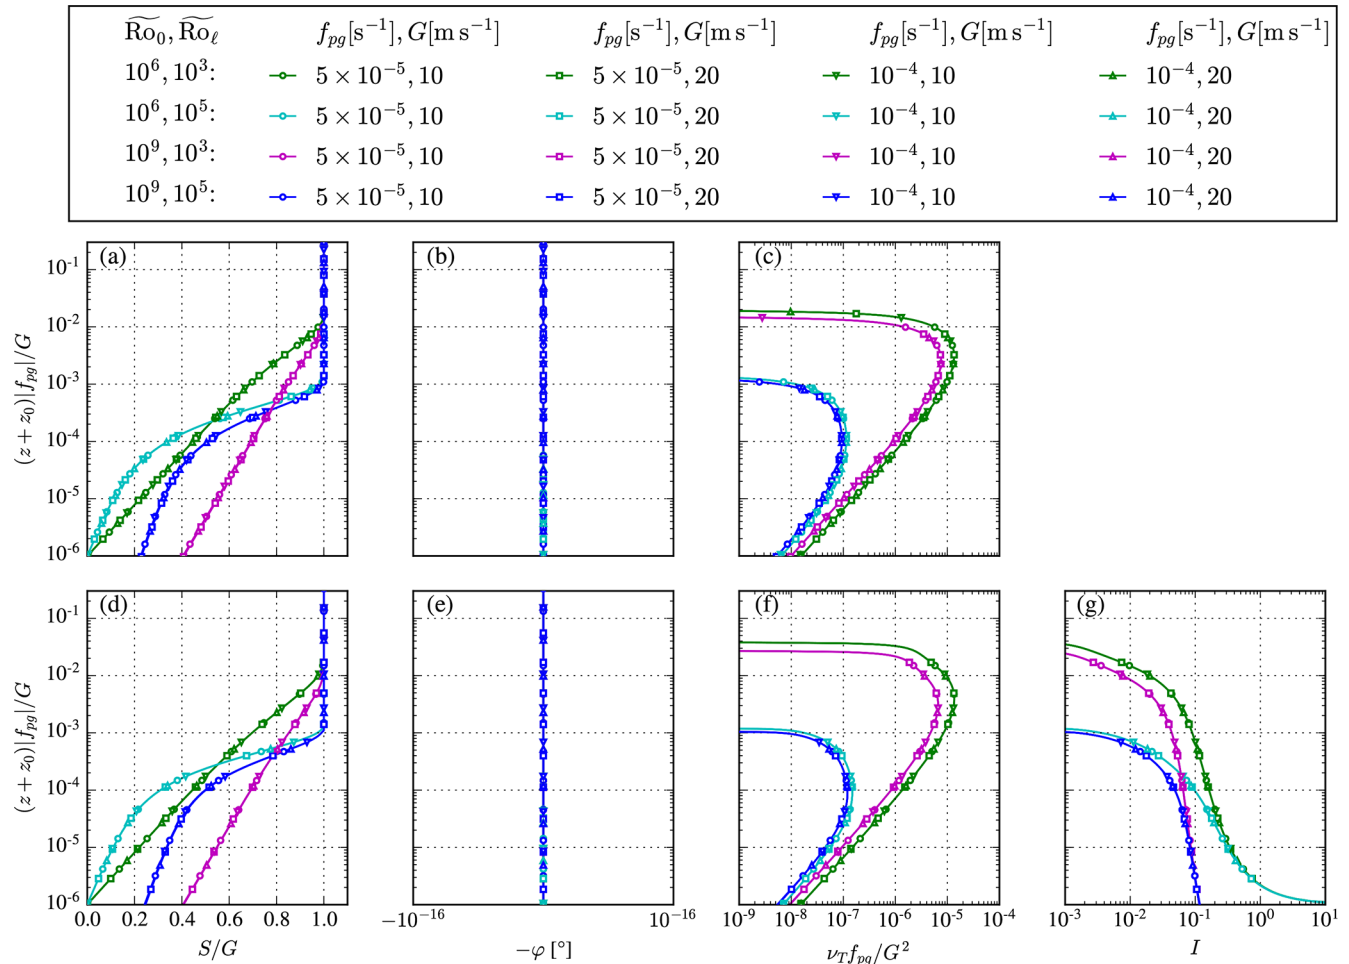 R̃o₀, R̃oℓ f_pg[s⁻¹], G[m s⁻¹] f_pg[s⁻¹], G[m s⁻¹] f_pg[s⁻¹], G[m s⁻¹] f_pg[s⁻¹], G[m s⁻¹]
10⁶, 10³: 5 × 10⁻⁵, 10 5 × 10⁻⁵, 20 10⁻⁴, 10 10⁻⁴, 20
10⁶, 10⁵: 5 × 10⁻⁵, 10 5 × 10⁻⁵, 20 10⁻⁴, 10 10⁻⁴, 20
10⁹, 10³: 5 × 10⁻⁵, 10 5 × 10⁻⁵, 20 10⁻⁴, 10 10⁻⁴, 20
10⁹, 10⁵: 5 × 10⁻⁵, 10 5 × 10⁻⁵, 20 10⁻⁴, 10 10⁻⁴, 20
(a) (b) (c)
10⁻¹
10⁻²
10⁻³
10⁻⁴
10⁻⁵
10⁻⁶
(z + z₀)|f_pg|/G
(d) (e) (f) (g)
10⁻¹
10⁻²
10⁻³
10⁻⁴
10⁻⁵
10⁻⁶
(z + z₀)|f_pg|/G
0.0 0.2 0.4 0.6 0.8 1.0 −10⁻¹⁶ 10⁻¹⁶ 10⁻⁹ 10⁻⁸ 10⁻⁷ 10⁻⁶ 10⁻⁵ 10⁻⁴ 10⁻³ 10⁻² 10⁻¹ 10⁰ 10¹
S/G −φ [°] ν_T f_pg/G² I